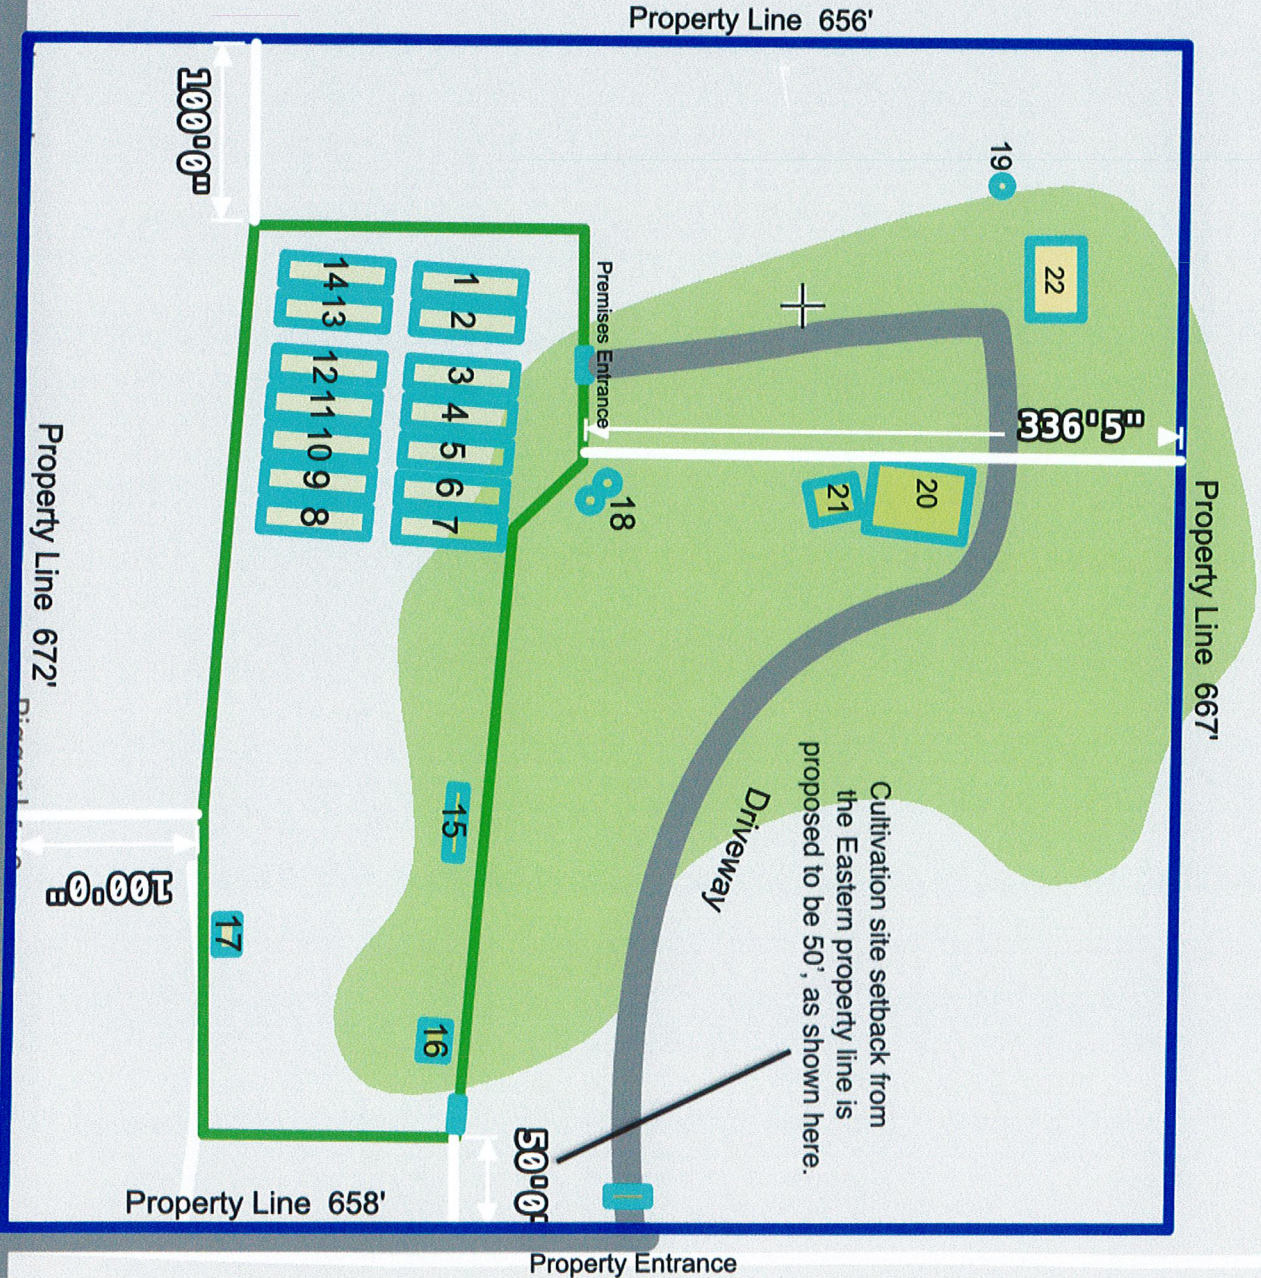 Property Line 656'
100'0"
19
22
Premises Entrance
14
13
1
2
12
11
10
9
8
3
4
5
6
7
336'5"
18
21
20
Property Line 672'
Property Line 667'
Cultivation site setback from
the Eastern property line is
proposed to be 50', as shown here.
Driveway
15
100'0"
17
16
50'0"
Property Line 658'
Property Entrance